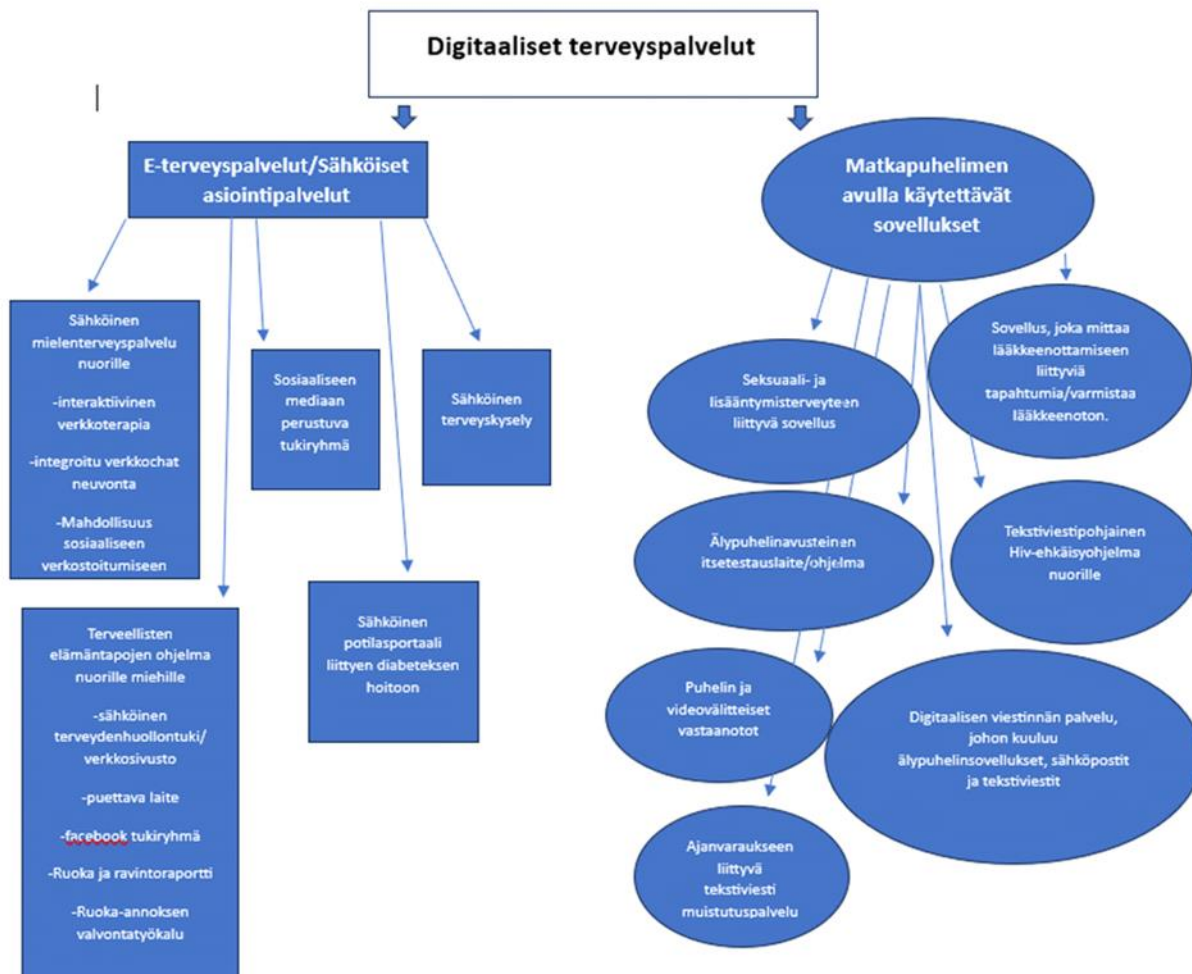 Digitaaliset terveyspalvelut
E-terveyspalvelut/Sähköiset
asiointipalvelut
Matkapuhelimen
avulla käytettävät
sovellukset
Sähköinen
mielenterveyspalvelu
nuorille
-interaktiivinen
verkkoterapia
-integroitu verkkochat
neuvonta
-Mahdollisuus
sosiaaliseen
verkostoitumiseen
Sosiaaliseen
mediaan
perustuva
tukiryhmä
Sähköinen
terveyskysely
Terveellisten
elämäntapojen ohjelma
nuorille miehille
-sähköinen
terveydenhuollontuki/
verkkosivusto
-puettava laite
-facebook tukiryhmä
-Ruoka ja ravintoraportti
-Ruoka-annoksen
valvontatyökalu
Sähköinen
potilasportaali
liittyen diabeteksen
hoitoon
Seksuaali- ja
lisääntymisterveyteen
liittyvä sovellus
Sovellus, joka mittaa
lääkkeenottamiseen
liittyviä
tapahtumia/varmistaa
lääkkeenoton.
Älypuhelinavusteinen
itsetestauslaite/ohjelma
Tekstiviestipohjainen
Hiv-ehkäisyohjelma
nuorille
Puhelin ja
videovälitteiset
vastaanotot
Digitaalisen viestinnän palvelu,
johon kuuluu
älypuhelinsovellukset, sähköpostit
ja tekstiviestit
Ajanvaraukseen
liittyvä
tekstiviesti
muistutuspalvelu